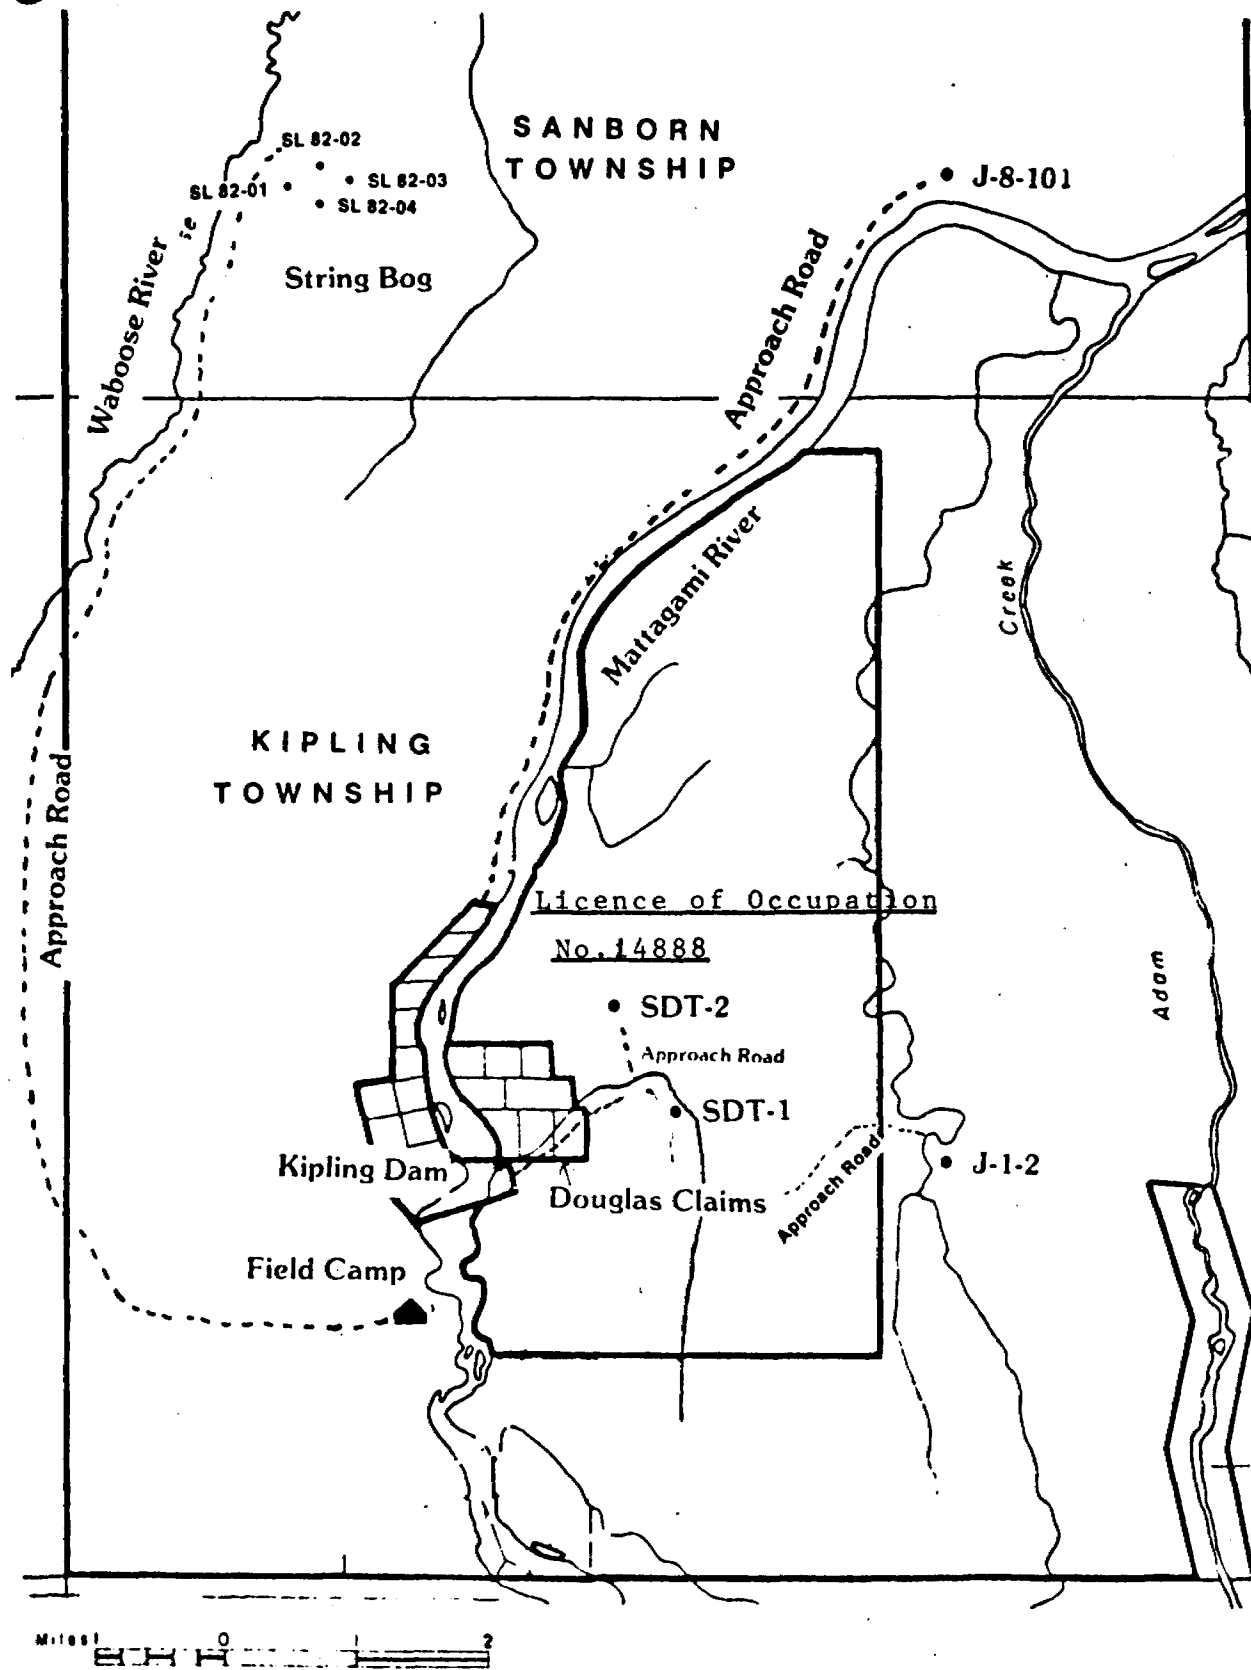 SANBORN
TOWNSHIP
SL 82-02
SL 82-01
SL 82-03
SL 82-04
J-8-101
String Bog
Waboose River
Approach Road
Mattagami River
Creek
KIPLING
TOWNSHIP
Approach Road
Licence of Occupation
No.14888
Adam
SDT-2
Approach Road
SDT-1
Approach Road
J-1-2
Kipling Dam
Douglas Claims
Field Camp
Miles 1 0 1 2